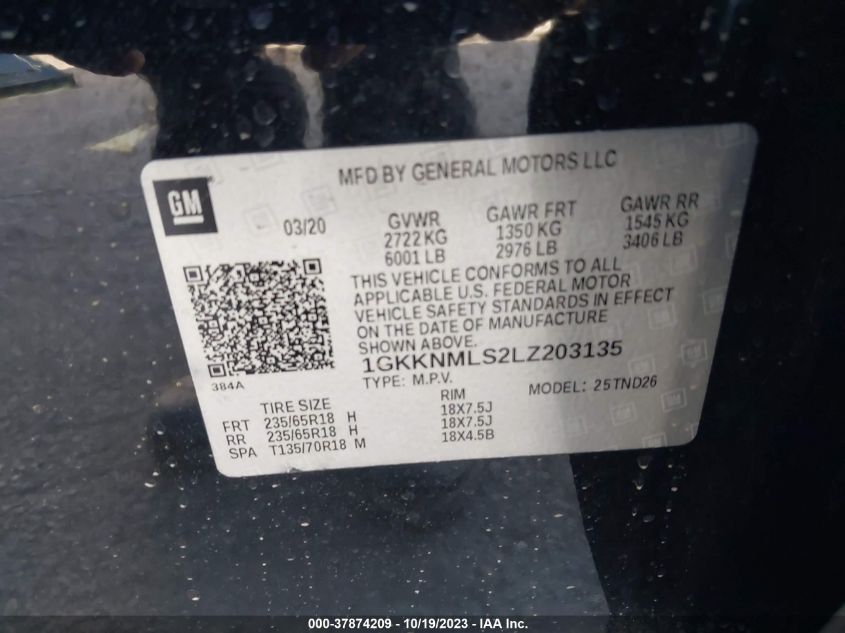 MFD BY GENERAL MOTORS LLC
GM
03/20
GVWR GAWR FRT GAWR RR
2722 KG 1350 KG 1545 KG
6001 LB 2976 LB 3406 LB
THIS VEHICLE CONFORMS TO ALL
APPLICABLE U.S. FEDERAL MOTOR
VEHICLE SAFETY STANDARDS IN EFFECT
ON THE DATE OF MANUFACTURE
SHOWN ABOVE.
1GKKNMLS2LZ203135
384A
TYPE: M.P.V. MODEL: 25TND26
TIRE SIZE RIM
FRT 235/65R18 H 18X7.5J
RR 235/65R18 H 18X7.5J
SPA T135/70R18 M 18X4.5B
000-37874209 - 10/19/2023 - IAA Inc.